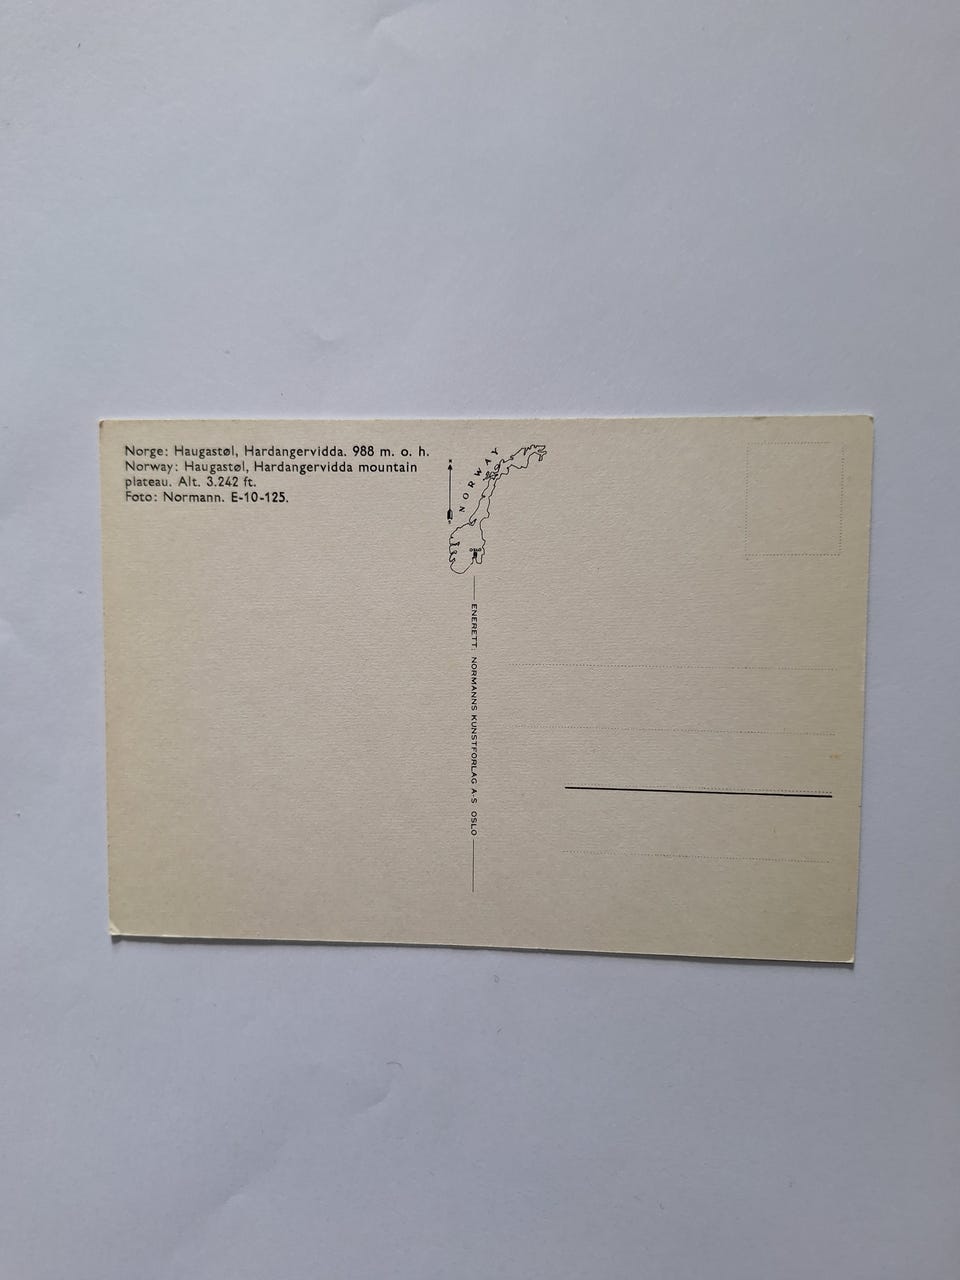 Norge: Haugastøl, Hardangervidda. 988 m. o. h.
Norway: Haugastøl, Hardangervidda mountain
plateau. Alt. 3.242 ft.
Foto: Normann. E-10-125.
NORWAY
ENERETT: NORMANNS KUNSTFORLAG A-S OSLO